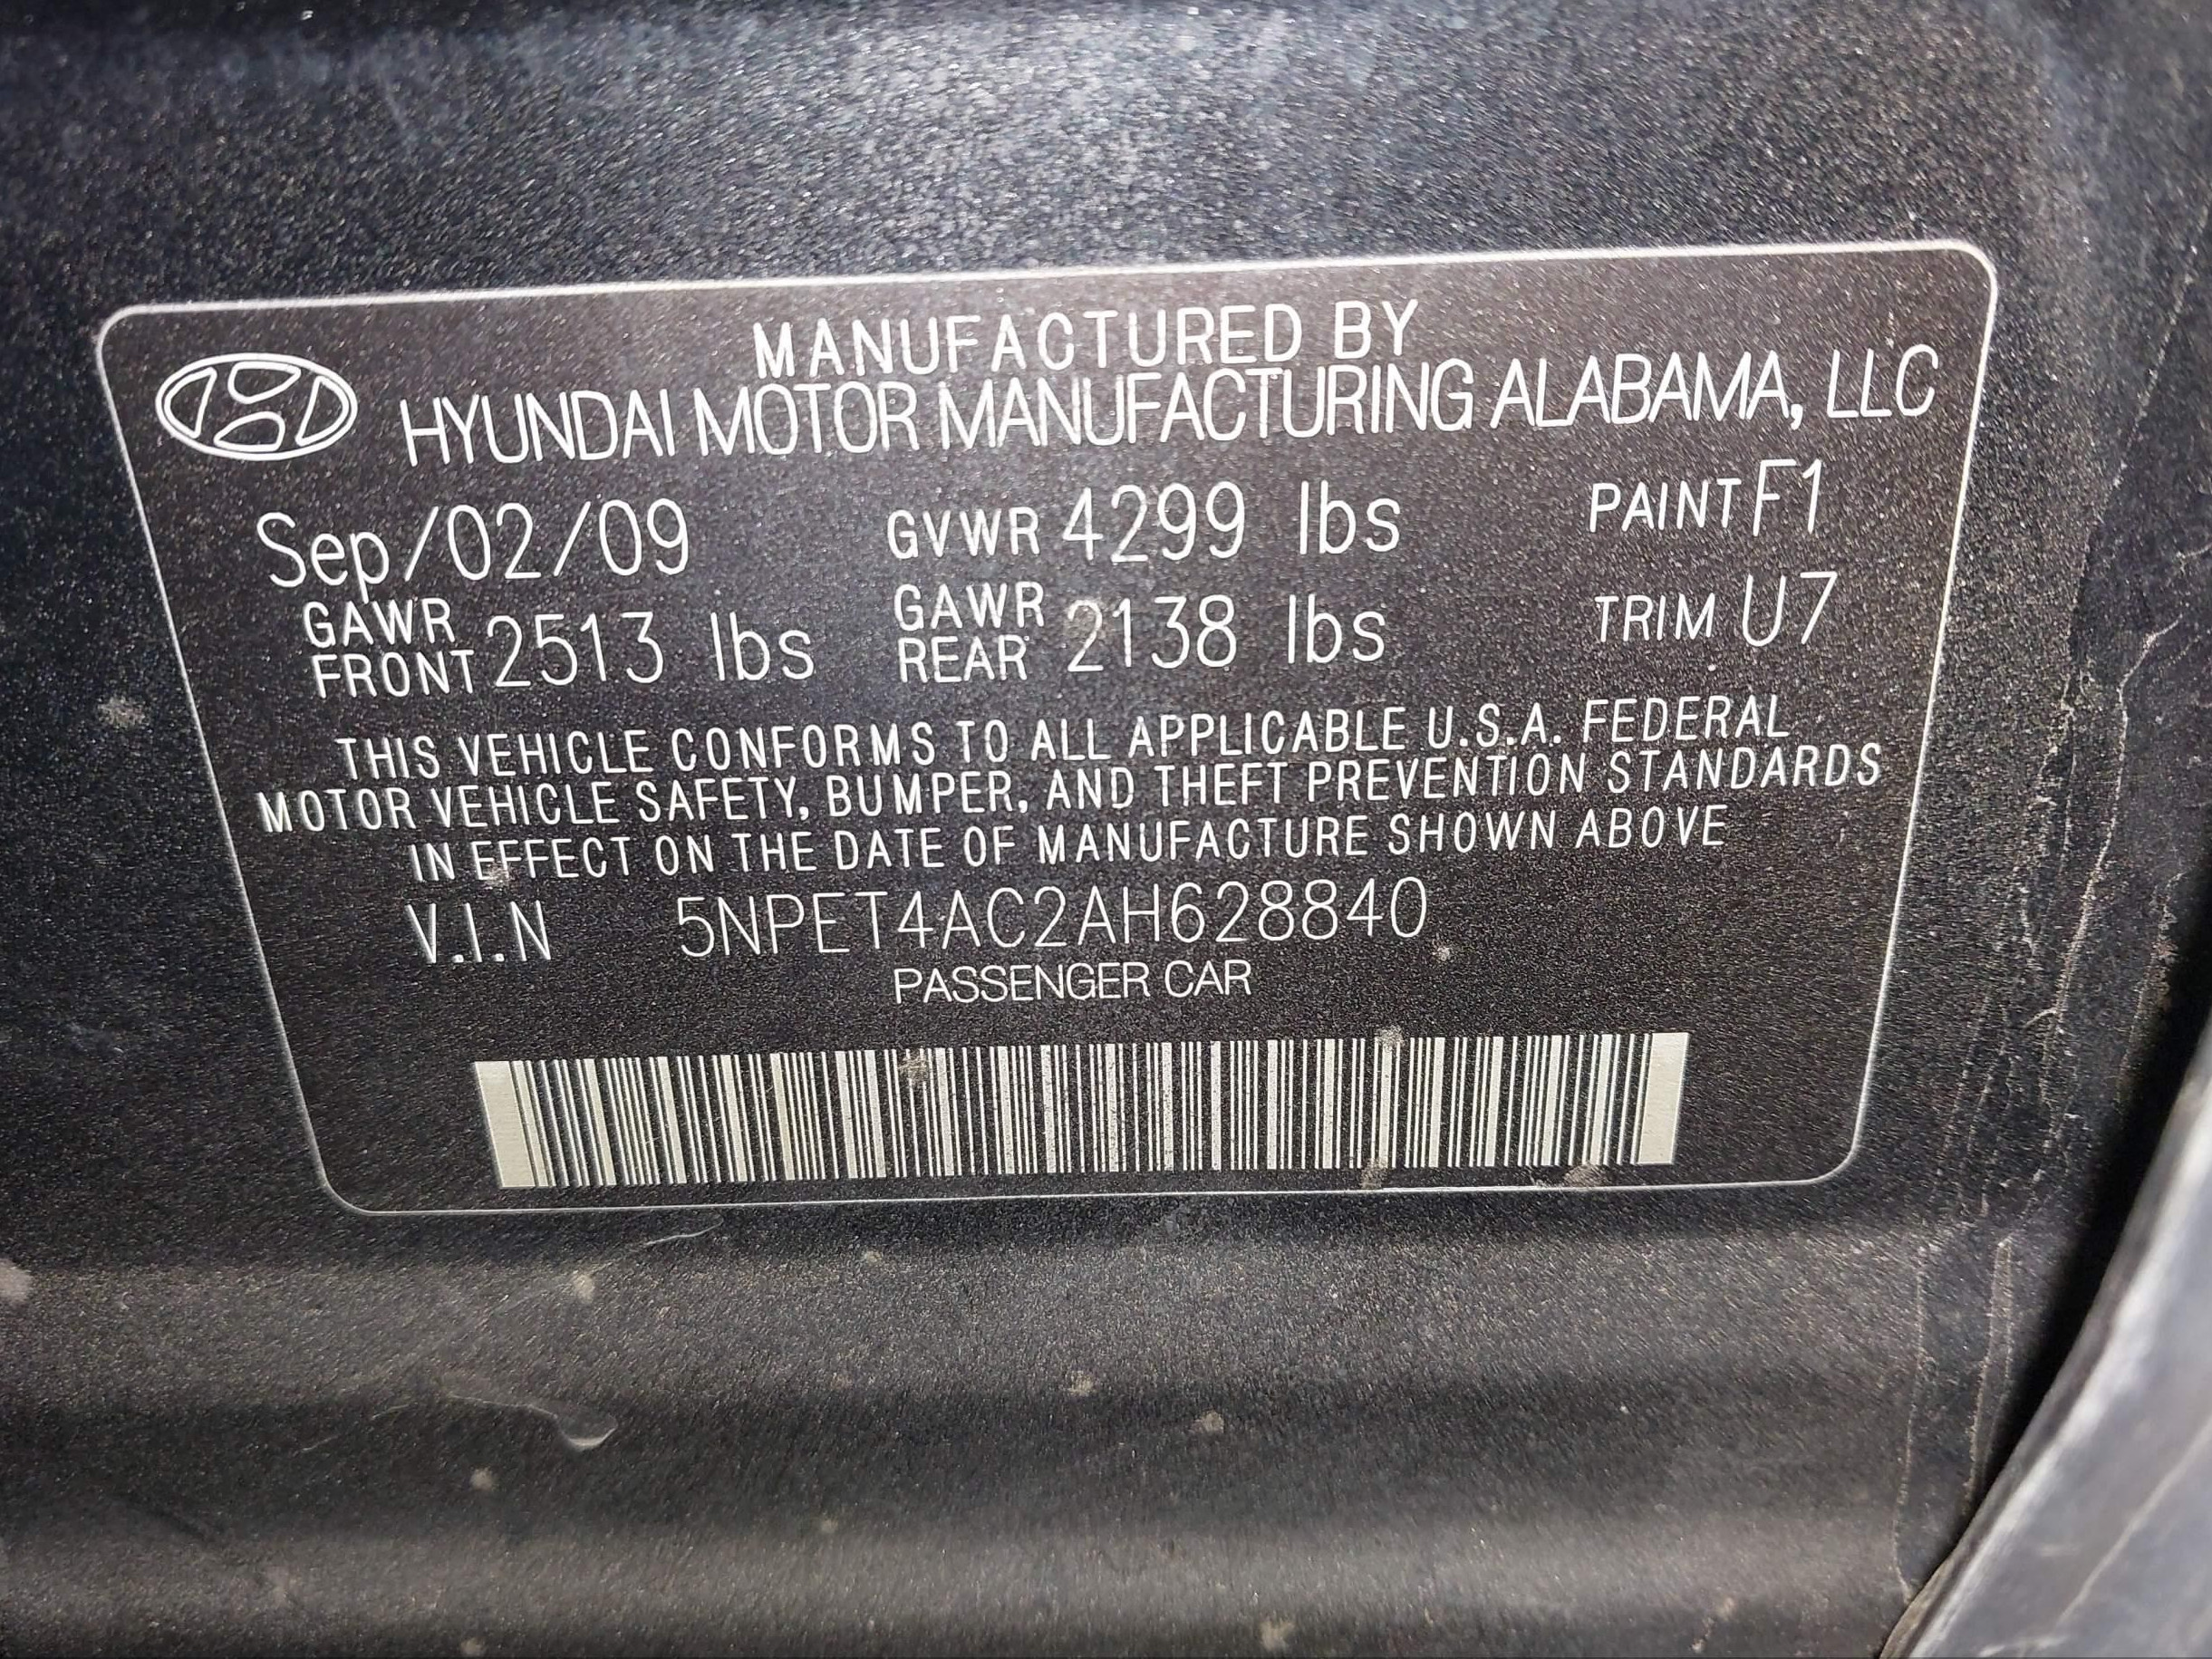 MANUFACTURED BY
HYUNDAI MOTOR MANUFACTURING ALABAMA, LLC
Sep/02/09 GVWR 4299 lbs PAINT F1
GAWR FRONT 2513 lbs GAWR REAR 2138 lbs TRIM U7
THIS VEHICLE CONFORMS TO ALL APPLICABLE U.S.A. FEDERAL
MOTOR VEHICLE SAFETY, BUMPER, AND THEFT PREVENTION STANDARDS
IN EFFECT ON THE DATE OF MANUFACTURE SHOWN ABOVE
V.I.N 5NPET4AC2AH628840
PASSENGER CAR